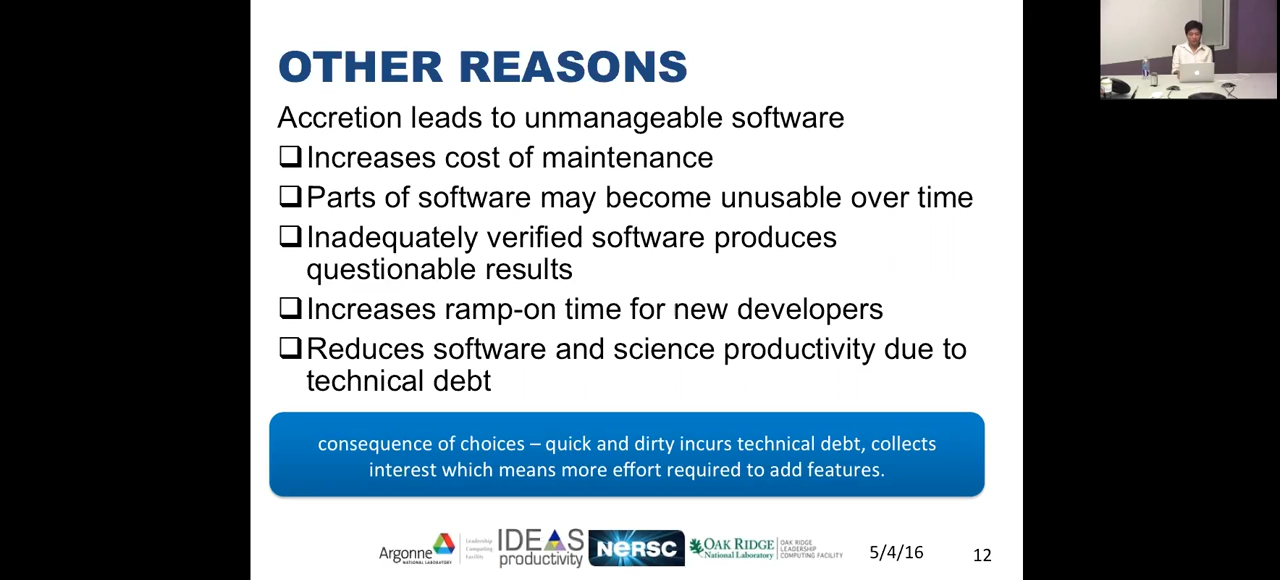 OTHER REASONS
Accretion leads to unmanageable software
❑Increases cost of maintenance
❑Parts of software may become unusable over time
❑Inadequately verified software produces
questionable results
❑Increases ramp-on time for new developers
❑Reduces software and science productivity due to
technical debt
consequence of choices – quick and dirty incurs technical debt, collects
interest which means more effort required to add features.
Argonne
NATIONAL LABORATORY
Leadership
Computing
Facility
IDEAS
productivity
NERSC
OAK RIDGE
National Laboratory
OAK RIDGE
LEADERSHIP
COMPUTING FACILITY
5/4/16
12